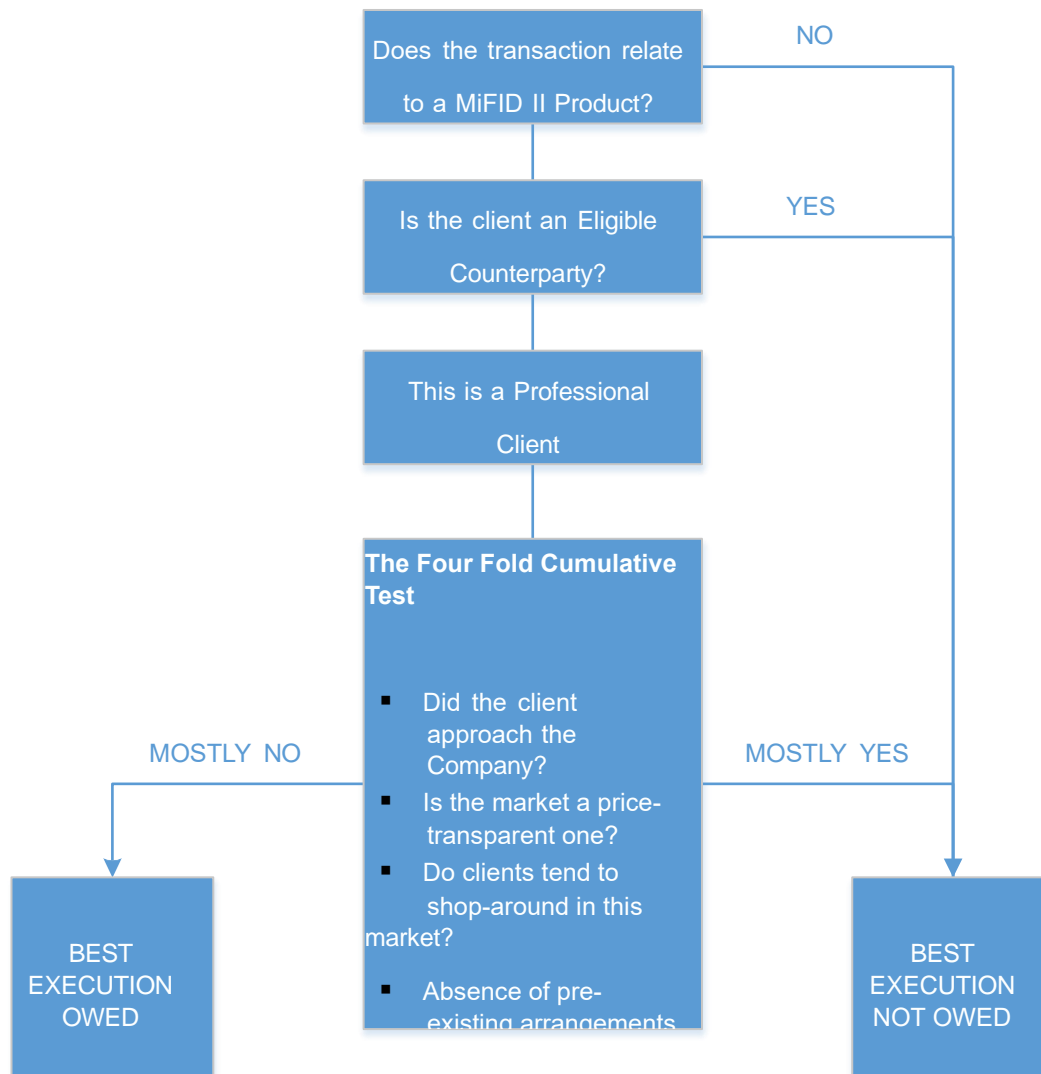 Does the transaction relate
to a MiFID II Product?
NO
Is the client an Eligible
Counterparty?
YES
This is a Professional
Client
The Four Fold Cumulative
Test
▪ Did the client
approach the
Company?
▪ Is the market a price-
transparent one?
▪ Do clients tend to
shop-around in this
market?
▪ Absence of pre-
existing arrangements
MOSTLY NO
MOSTLY YES
BEST
EXECUTION
OWED
BEST
EXECUTION
NOT OWED